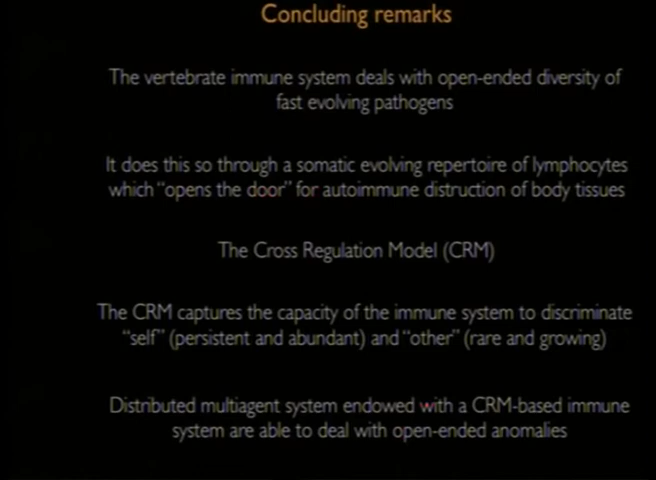 Concluding remarks
The vertebrate immune system deals with open-ended diversity of
fast evolving pathogens
It does this so through a somatic evolving repertoire of lymphocytes
which "opens the door" for autoimmune distruction of body tissues
The Cross Regulation Model (CRM)
The CRM captures the capacity of the immune system to discriminate
"self" (persistent and abundant) and "other" (rare and growing)
Distributed multiagent system endowed with a CRM-based immune
system are able to deal with open-ended anomalies